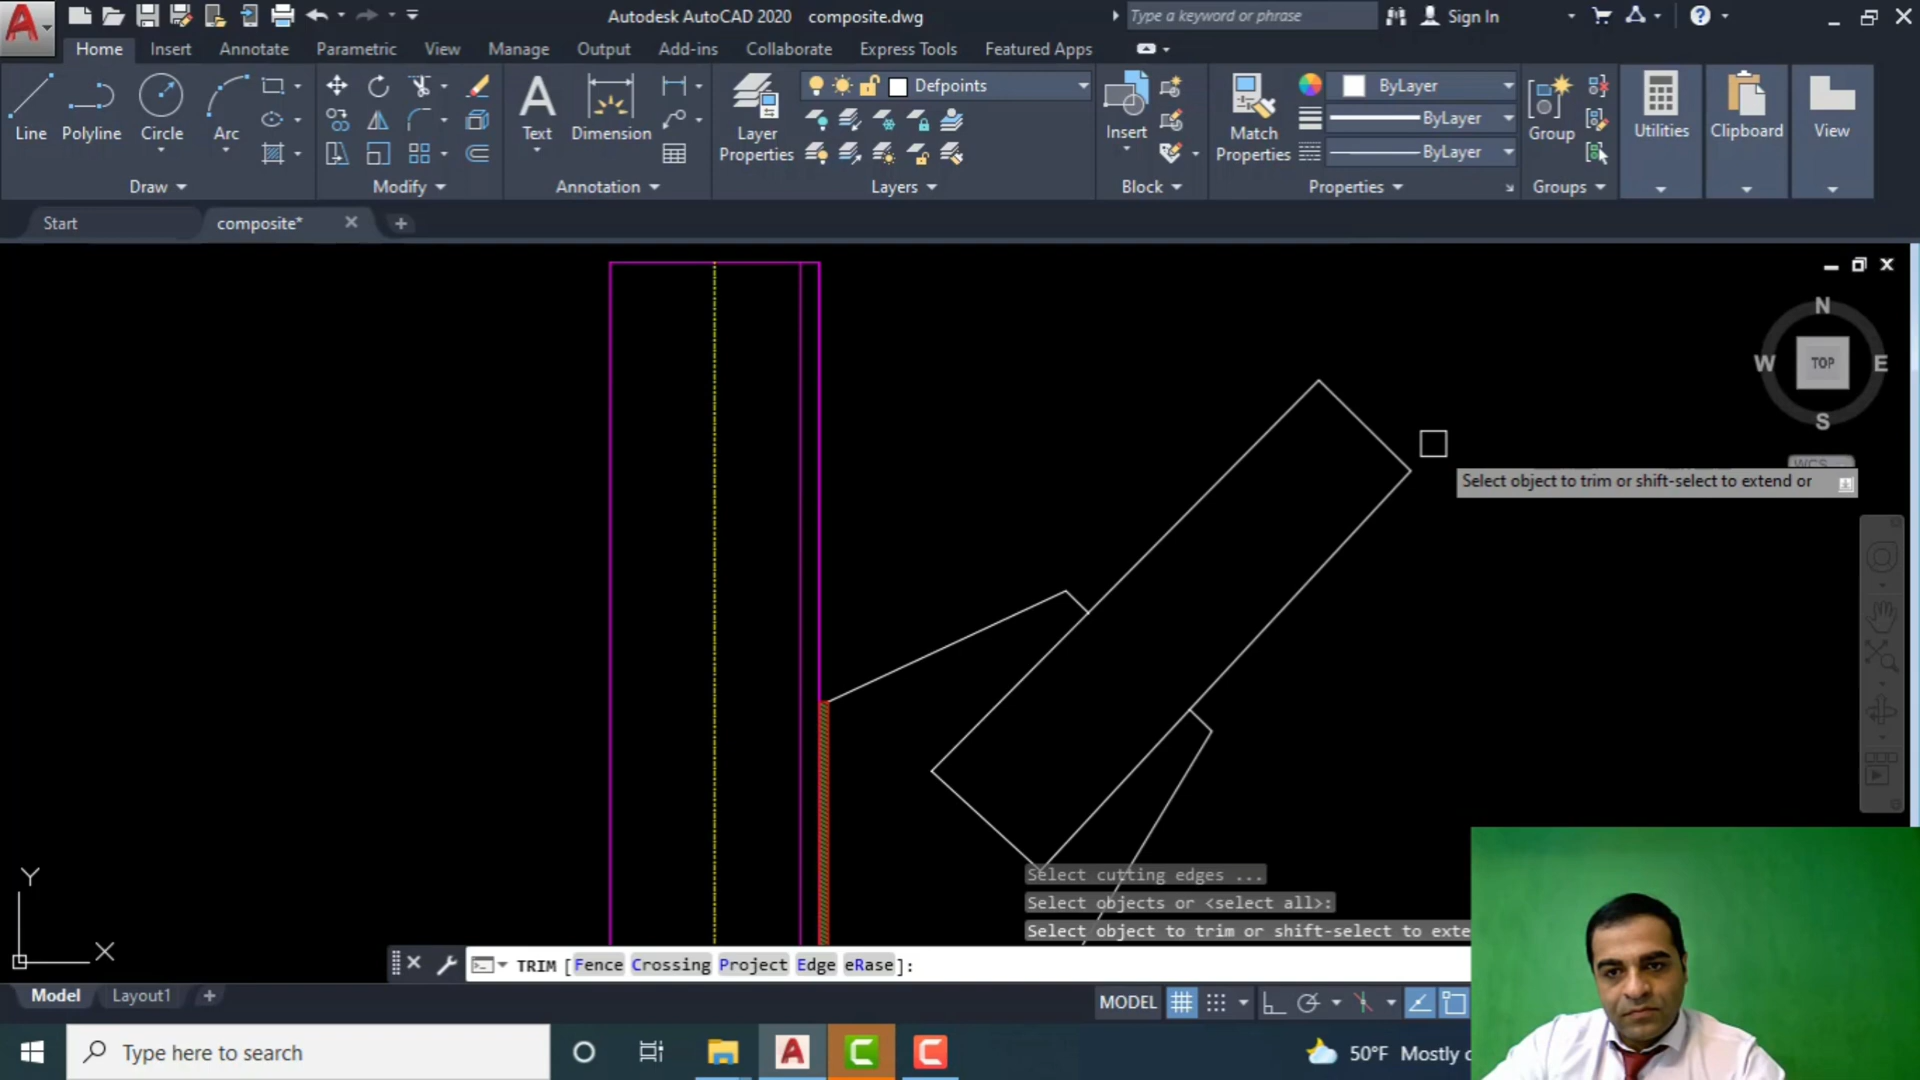 Autodesk AutoCAD 2020 composite.dwg
Type a keyword or phrase
Sign In
Home Insert Annotate Parametric View Manage Output Add-ins Collaborate Express Tools Featured Apps
Defpoints
ByLayer
ByLayer
ByLayer
Line Polyline Circle Arc
Text Dimension
Layer Properties
Insert
Match Properties
Group
Utilities Clipboard View
Draw Modify Annotation Layers Block Properties Groups
Start composite*
N
W TOP E
S
WCS
Select object to trim or shift-select to extend or
Select cutting edges ...
Select objects or <select all>:
Select object to trim or shift-select to exte
Y
X
TRIM [Fence Crossing Project Edge eRase]:
Model Layout1
MODEL
Type here to search
50°F Mostly c